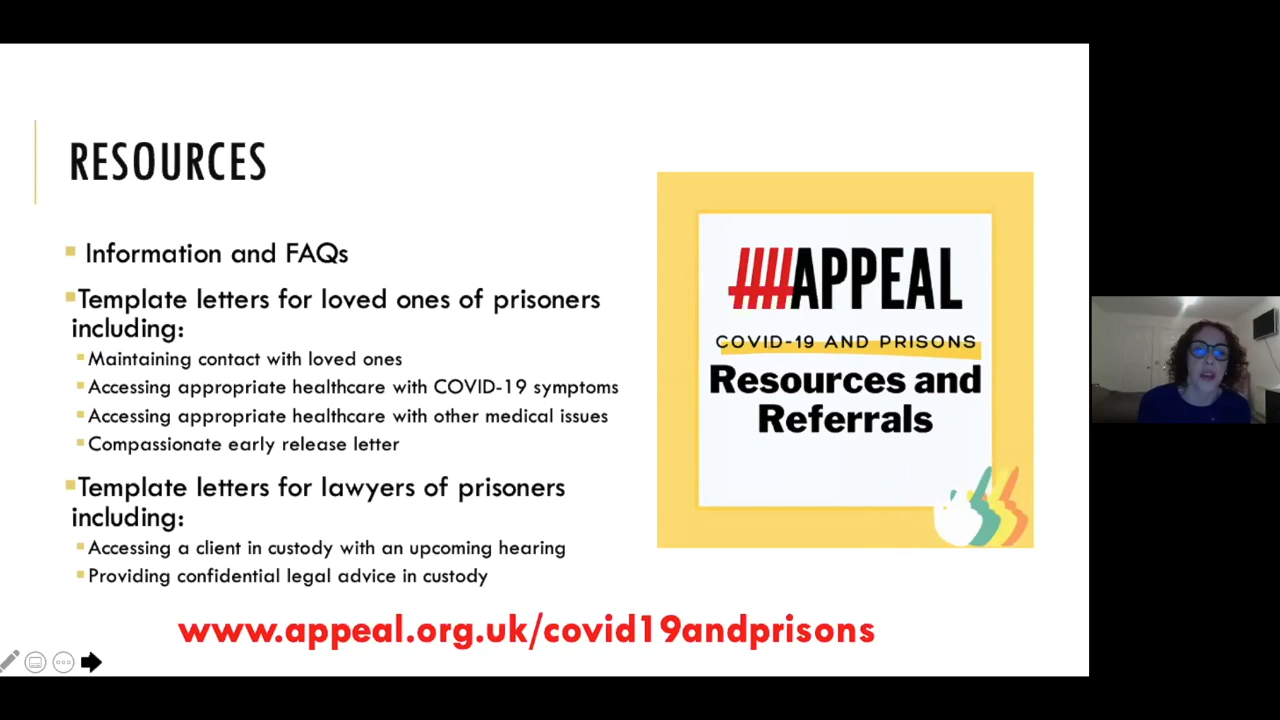 RESOURCES
Information and FAQs
Template letters for loved ones of prisoners
including:
Maintaining contact with loved ones
Accessing appropriate healthcare with COVID-19 symptoms
Accessing appropriate healthcare with other medical issues
Compassionate early release letter
Template letters for lawyers of prisoners
including:
Accessing a client in custody with an upcoming hearing
Providing confidential legal advice in custody
www.appeal.org.uk/covid19andprisons
APPEAL
COVID-19 AND PRISONS
Resources and
Referrals